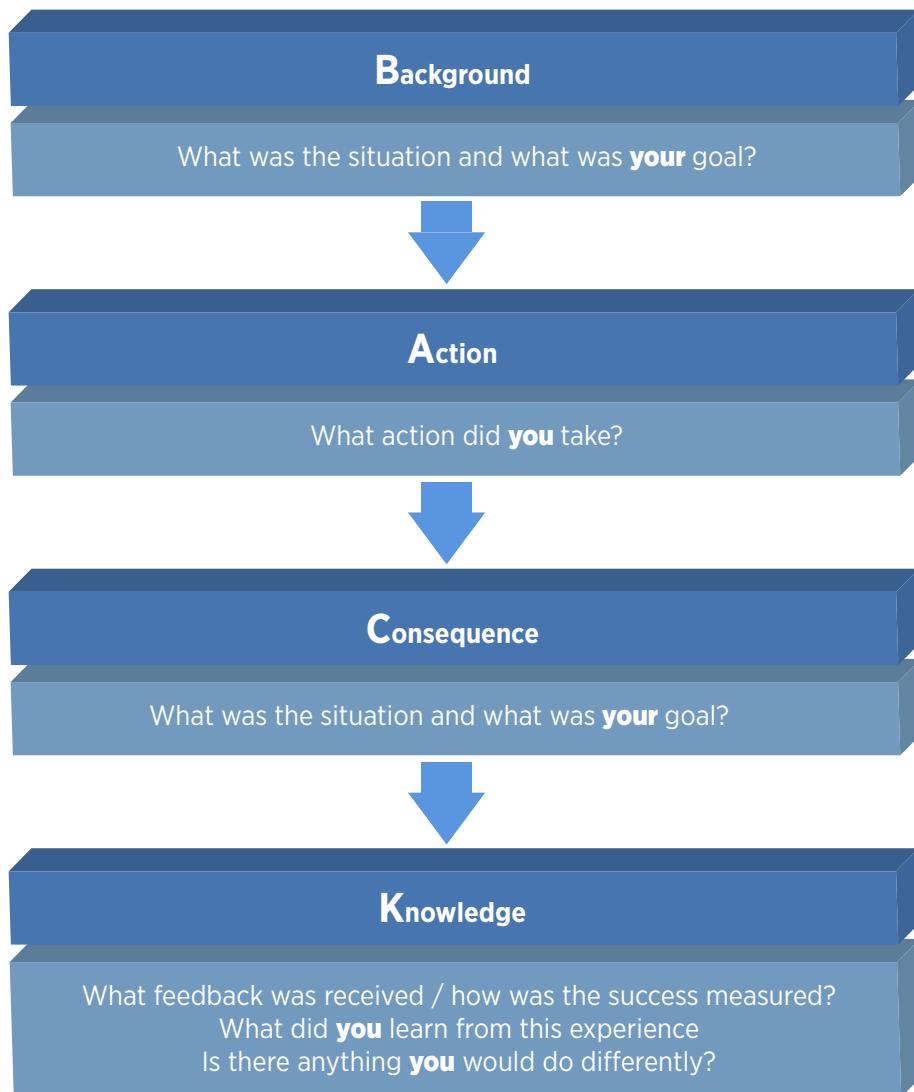 Background
What was the situation and what was your goal?
Action
What action did you take?
Consequence
What was the situation and what was your goal?
Knowledge
What feedback was received / how was the success measured?
What did you learn from this experience
Is there anything you would do differently?